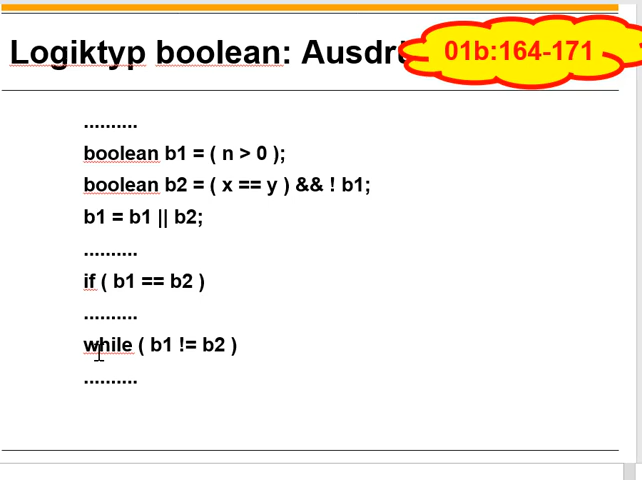 Logiktyp boolean:
01b:164-171
..........
boolean b1 = ( n > 0 );
boolean b2 = ( x == y ) && ! b1;
b1 = b1 || b2;
..........
if ( b1 == b2 )
..........
while ( b1 != b2 )
..........